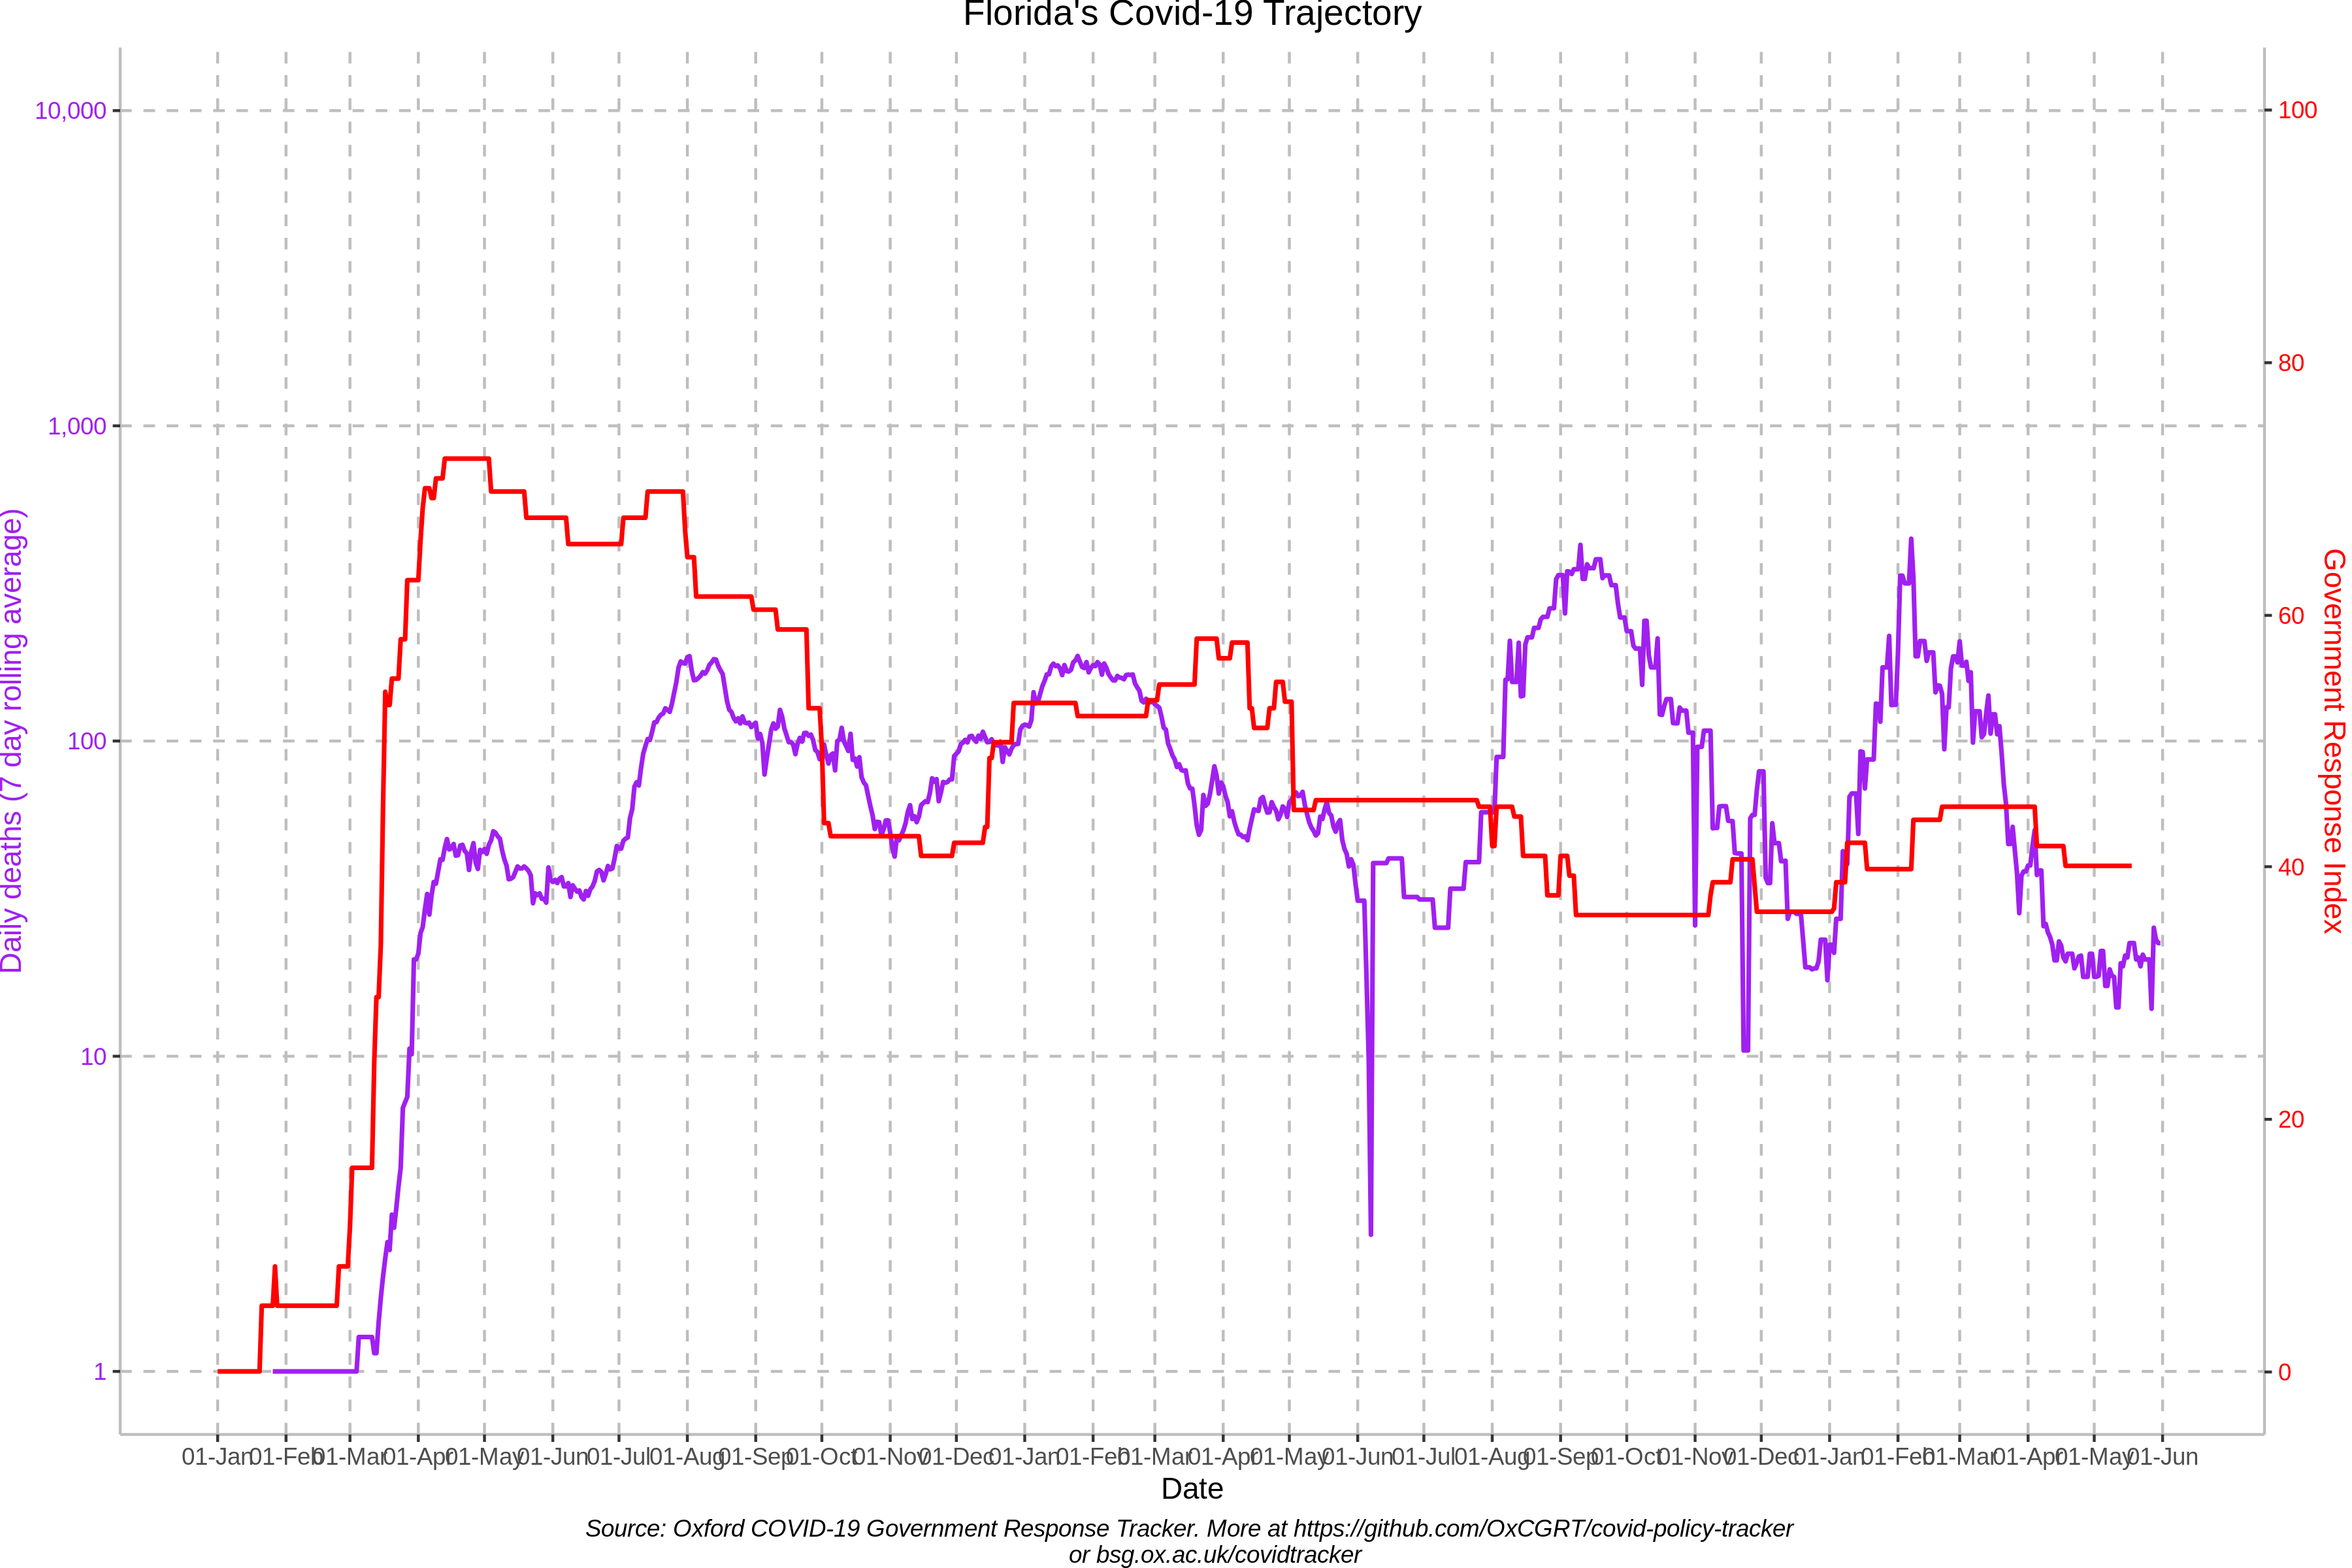 Florida's Covid-19 Trajectory
10,000
1,000
100
10
1
Daily deaths (7 day rolling average)
100
80
60
40
20
0
Government Response Index
01-Jan 01-Feb 01-Mar 01-Apr 01-May 01-Jun 01-Jul 01-Aug 01-Sep 01-Oct 01-Nov 01-Dec 01-Jan 01-Feb 01-Mar 01-Apr 01-May 01-Jun 01-Jul 01-Aug 01-Sep 01-Oct 01-Nov 01-Dec 01-Jan 01-Feb 01-Mar 01-Apr 01-May 01-Jun
Date
Source: Oxford COVID-19 Government Response Tracker. More at https://github.com/OxCGRT/covid-policy-tracker
or bsg.ox.ac.uk/covidtracker